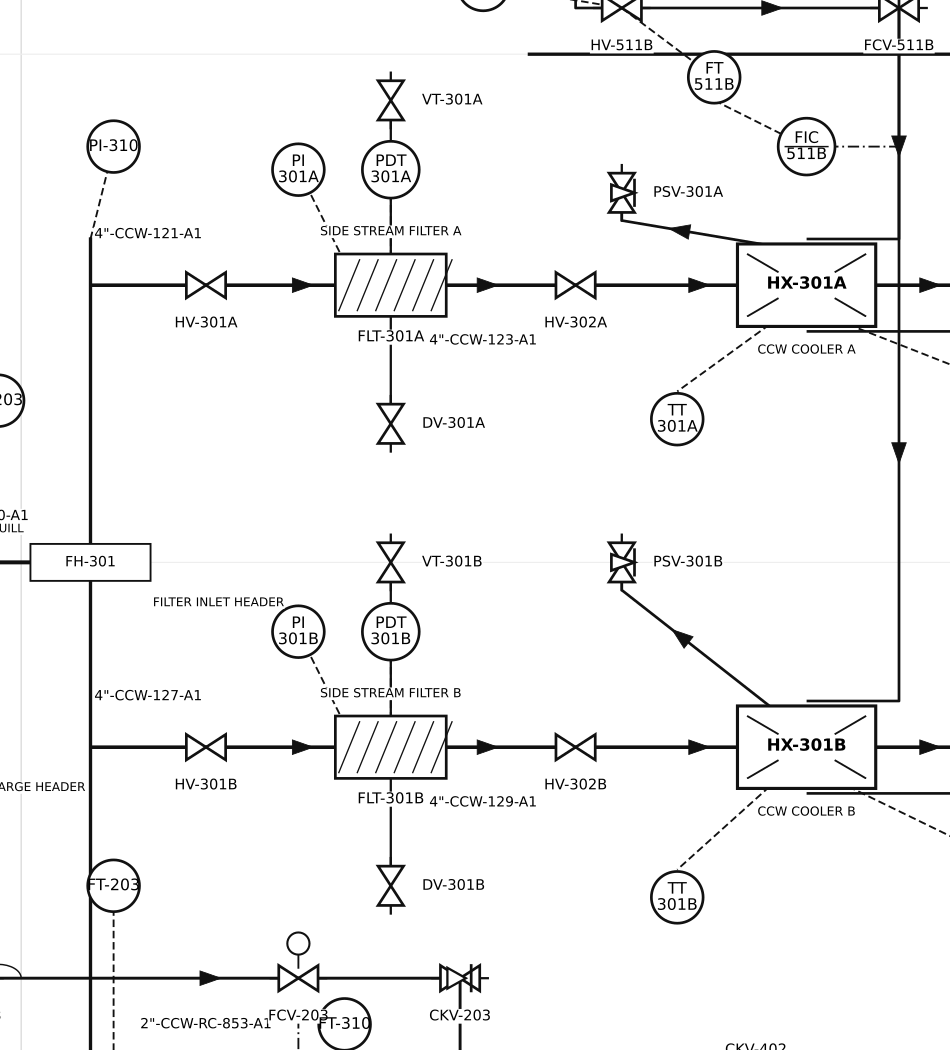 HV-511B
FCV-511B
FT
511B
VT-301A
FIC
511B
PI-310
PI
301A
PDT
301A
PSV-301A
4"-CCW-121-A1
SIDE STREAM FILTER A
HX-301A
HV-301A
HV-302A
FLT-301A
4"-CCW-123-A1
CCW COOLER A
203
TT
301A
DV-301A
0-A1
UILL
FH-301
VT-301B
PSV-301B
FILTER INLET HEADER
PI
301B
PDT
301B
4"-CCW-127-A1
SIDE STREAM FILTER B
HX-301B
HV-301B
HV-302B
ARGE HEADER
FLT-301B
4"-CCW-129-A1
CCW COOLER B
FT-203
DV-301B
TT
301B
2"-CCW-RC-853-A1
FCV-203
FT-310
CKV-203
CKV-402